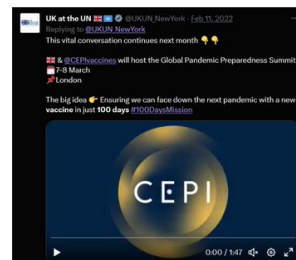 UK at the UN 🇬🇧🇺🇳 @UKUN_NewYork · Feb 11, 2022
Replying to @UKUN_NewYork
This vital conversation continues next month 👇👇
🇬🇧 & @CEPIvaccines will host the Global Pandemic Preparedness Summit
🗓️7-8 March
📌London
The big idea 👉 Ensuring we can face down the next pandemic with a new
vaccine in just 100 days #100DaysMission
CEPI
0:00 / 1:47